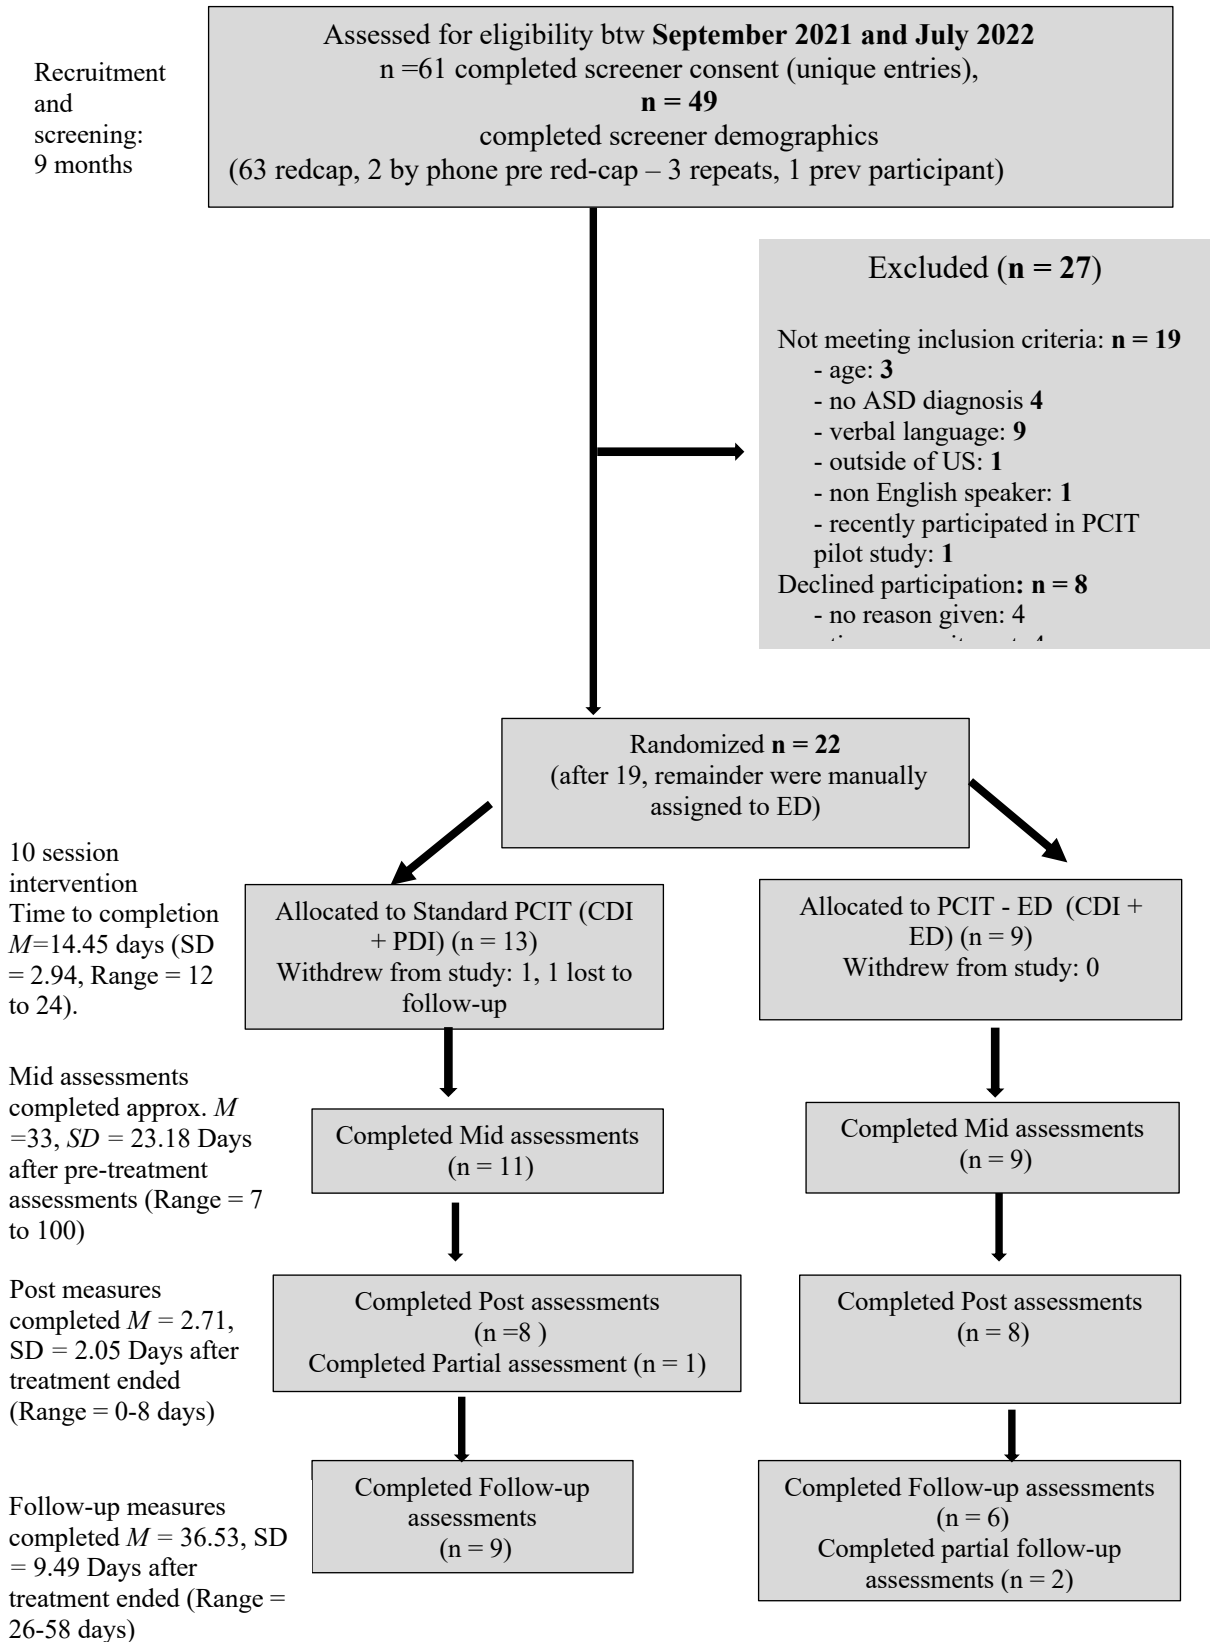 Assessed for eligibility btw September 2021 and July 2022
n =61 completed screener consent (unique entries),
n = 49
completed screener demographics
(63 redcap, 2 by phone pre red-cap – 3 repeats, 1 prev participant)
Recruitment
and
screening:
9 months
Excluded (n = 27)
Not meeting inclusion criteria: n = 19
- age: 3
- no ASD diagnosis 4
- verbal language: 9
- outside of US: 1
- non English speaker: 1
- recently participated in PCIT
pilot study: 1
Declined participation: n = 8
- no reason given: 4
Randomized n = 22
(after 19, remainder were manually
assigned to ED)
10 session
intervention
Time to completion
M=14.45 days (SD
= 2.94, Range = 12
to 24).
Allocated to Standard PCIT (CDI
+ PDI) (n = 13)
Withdrew from study: 1, 1 lost to
follow-up
Allocated to PCIT - ED (CDI +
ED) (n = 9)
Withdrew from study: 0
Mid assessments
completed approx. M
=33, SD = 23.18 Days
after pre-treatment
assessments (Range = 7
to 100)
Completed Mid assessments
(n = 11)
Completed Mid assessments
(n = 9)
Post measures
completed M = 2.71,
SD = 2.05 Days after
treatment ended
(Range = 0-8 days)
Completed Post assessments
(n =8 )
Completed Partial assessment (n = 1)
Completed Post assessments
(n = 8)
Follow-up measures
completed M = 36.53, SD
= 9.49 Days after
treatment ended (Range =
26-58 days)
Completed Follow-up
assessments
(n = 9)
Completed Follow-up assessments
(n = 6)
Completed partial follow-up
assessments (n = 2)